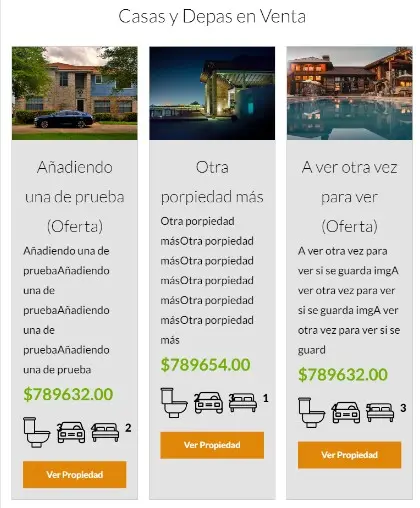 Casas y Depas en Venta
Añadiendo
una de prueba
(Oferta)
Añadiendo una de
pruebaAñadiendo
una de
pruebaAñadiendo
una de
pruebaAñadiendo
una de prueba
$789632.00
2
Ver Propiedad
Otra
porpiedad más
Otra porpiedad
másOtra porpiedad
másOtra porpiedad
másOtra porpiedad
másOtra porpiedad
másOtra porpiedad
más
$789654.00
1
Ver Propiedad
A ver otra vez
para ver
(Oferta)
A ver otra vez para
ver si se guarda imgA
ver otra vez para ver
si se guarda imgA ver
otra vez para ver si se
guard
$789632.00
3
Ver Propiedad